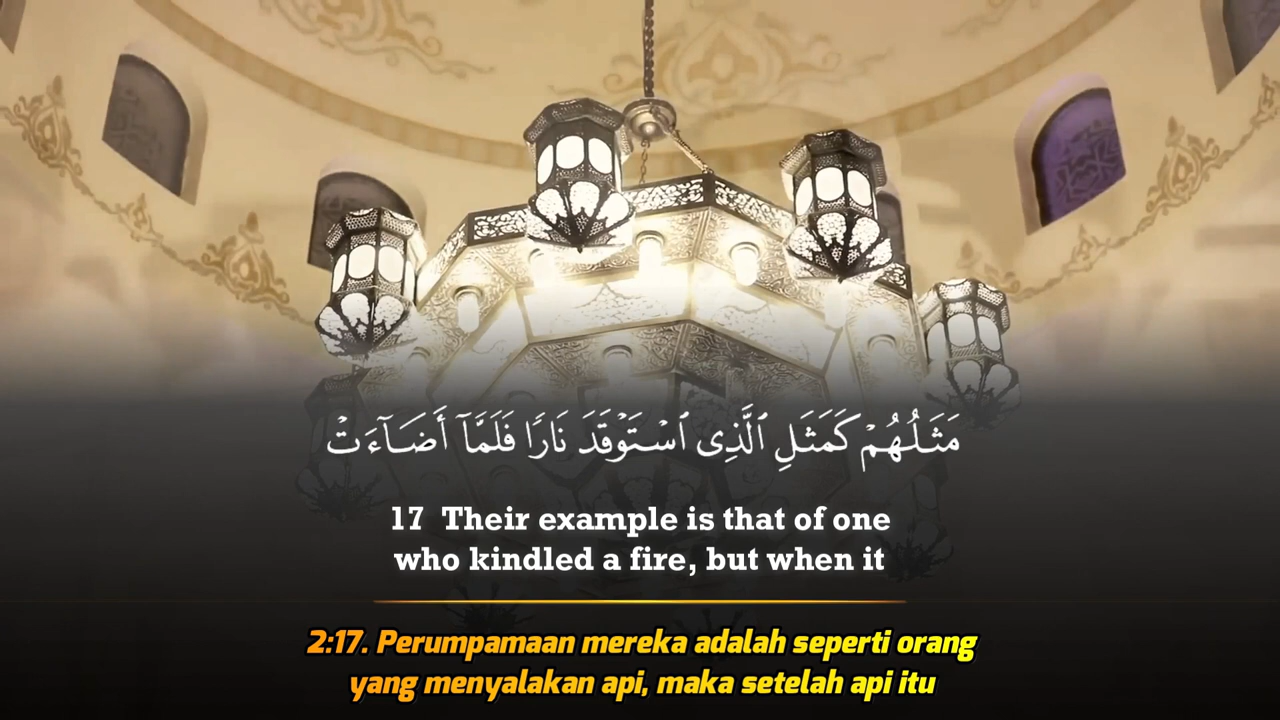 مَثَلُهُمْ كَمَثَلِ ٱلَّذِى ٱسْتَوْقَدَ نَارًا فَلَمَّآ أَضَآءَتْ
17 Their example is that of one
who kindled a fire, but when it
2:17. Perumpamaan mereka adalah seperti orang
yang menyalakan api, maka setelah api itu